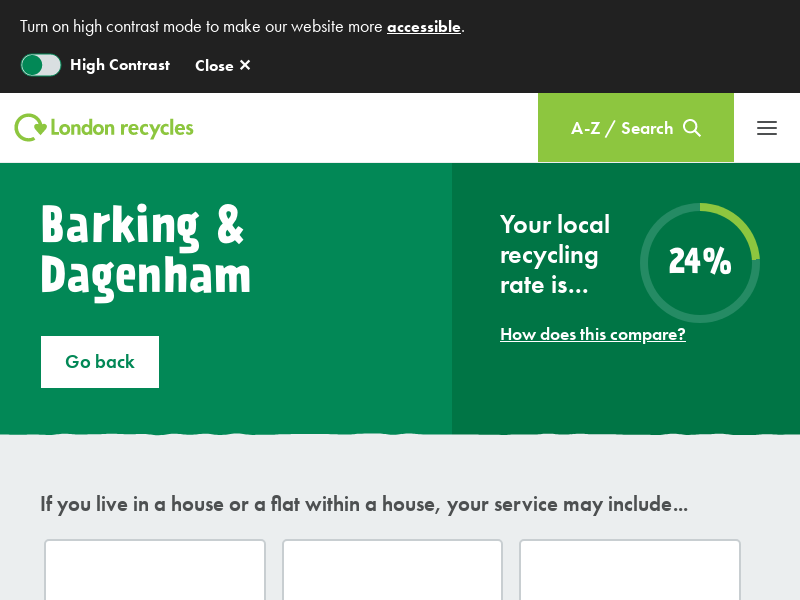 Turn on high contrast mode to make our website more accessible.
High Contrast
Close ✕
London recycles
A-Z / Search
Barking &
Dagenham
Go back
Your local
recycling
rate is...
24%
How does this compare?
If you live in a house or a flat within a house, your service may include...